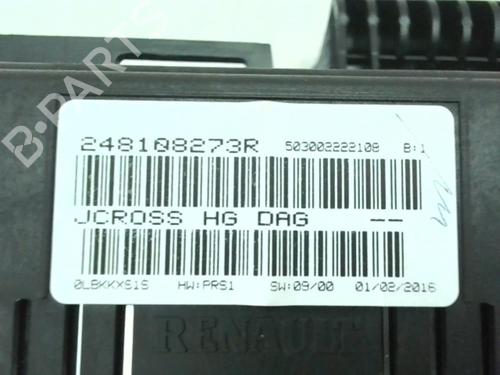 248108273R 503002222108 B:1
JCROSS HG DAG --
0LBKKXS1S HW:PRS1 SW:09/00 01/02/2016
RENAULT
B-PARTS